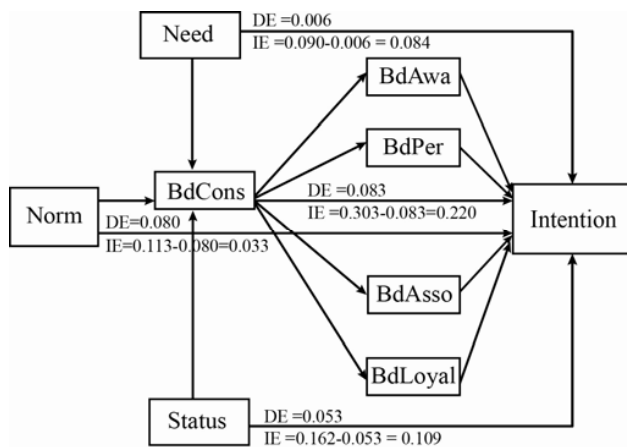 DE =0.006
Need
IE =0.090-0.006 = 0.084
BdAwa
BdPer
DE =0.083
BdCons
IE =0.303-0.083=0.220
Norm
DE=0.080
IE=0.113-0.080=0.033
Intention
BdAsso
BdLoyal
DE =0.053
Status
IE =0.162-0.053 = 0.109